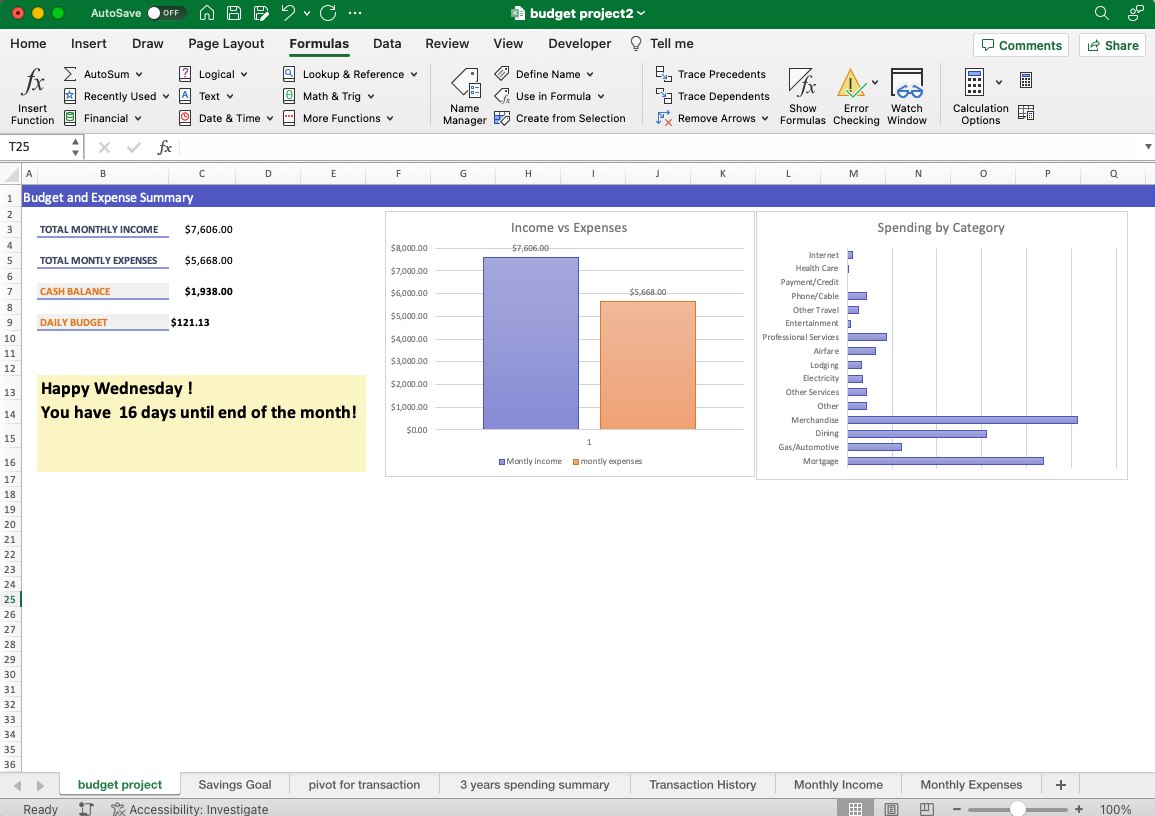 AutoSave OFF budget project2
Home Insert Draw Page Layout Formulas Data Review View Developer Tell me Comments Share
fx AutoSum Logical Lookup & Reference Define Name Trace Precedents
Recently Used Text Math & Trig Use in Formula Trace Dependents
Financial Date & Time More Functions Create from Selection Remove Arrows
Insert Function
Name Manager
Show Formulas
Error Checking
Watch Window
Calculation Options
T25 fx
A B C D E F G H I J K L M N O P Q
1 Budget and Expense Summary
2
3 TOTAL MONTHLY INCOME $7,606.00
4
5 TOTAL MONTLY EXPENSES $5,668.00
6
7 CASH BALANCE $1,938.00
8
9 DAILY BUDGET $121.13
10
11
12
13 Happy Wednesday !
14 You have 16 days until end of the month!
15
16
17
18
19
20
21
22
23
24
25
26
27
28
29
30
31
32
33
34
35
36
Income vs Expenses
$8,000.00
$7,000.00
$6,000.00
$5,000.00
$4,000.00
$3,000.00
$2,000.00
$1,000.00
$0.00
$7,606.00
$5,668.00
1
Montly income montly expenses
Spending by Category
Internet
Health Care
Payment/Credit
Phone/Cable
Other Travel
Entertainment
Professional Services
Airfare
Lodging
Electricity
Other Services
Other
Merchandise
Dining
Gas/Automotive
Mortgage
budget project Savings Goal pivot for transaction 3 years spending summary Transaction History Monthly Income Monthly Expenses +
Ready Accessibility: Investigate 100%